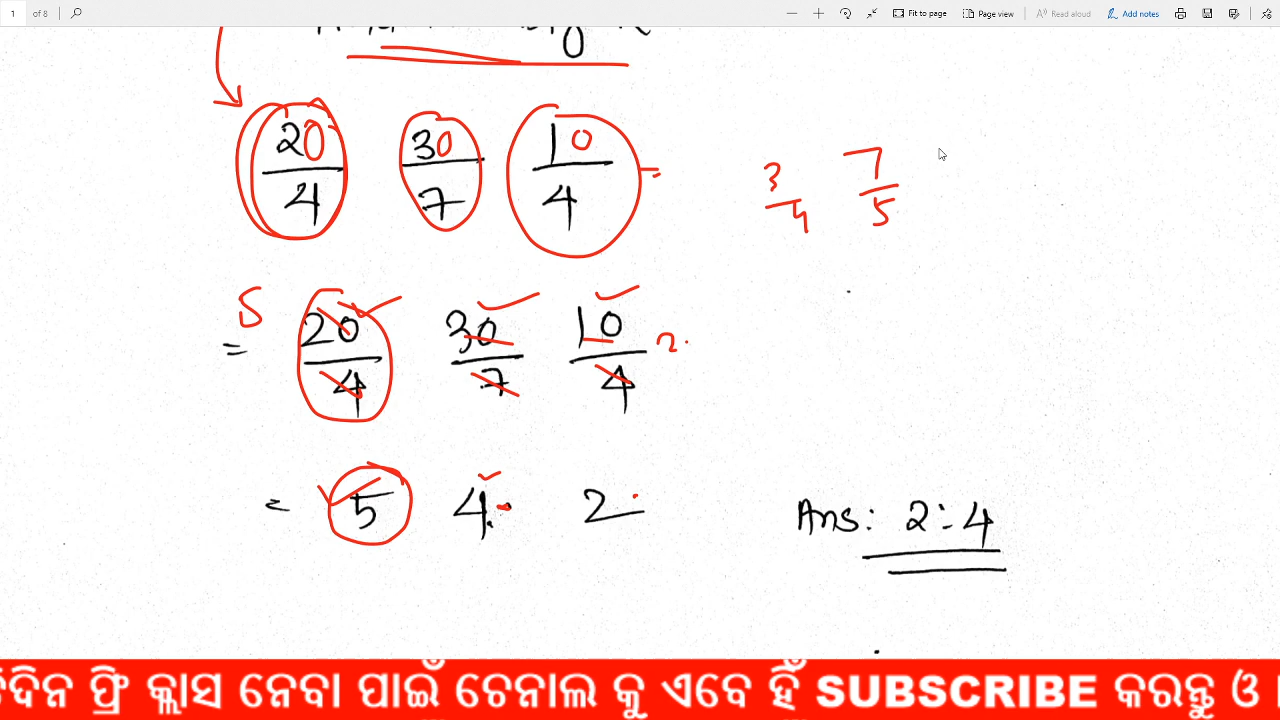 1 of 8 Fit to page Page view Read aloud Add notes
20/4 30/7 10/4 =
3/4 7/5
5
= 20/4 30/7 10/4 2.
= 5 4. 2
Ans: 2:4
ଦିନ ଫ୍ରି କ୍ଲାସ ନେବା ପାଇଁ ଚେନାଲ କୁ ଏବେ ହିଁ SUBSCRIBE କରନ୍ତୁ ଓ